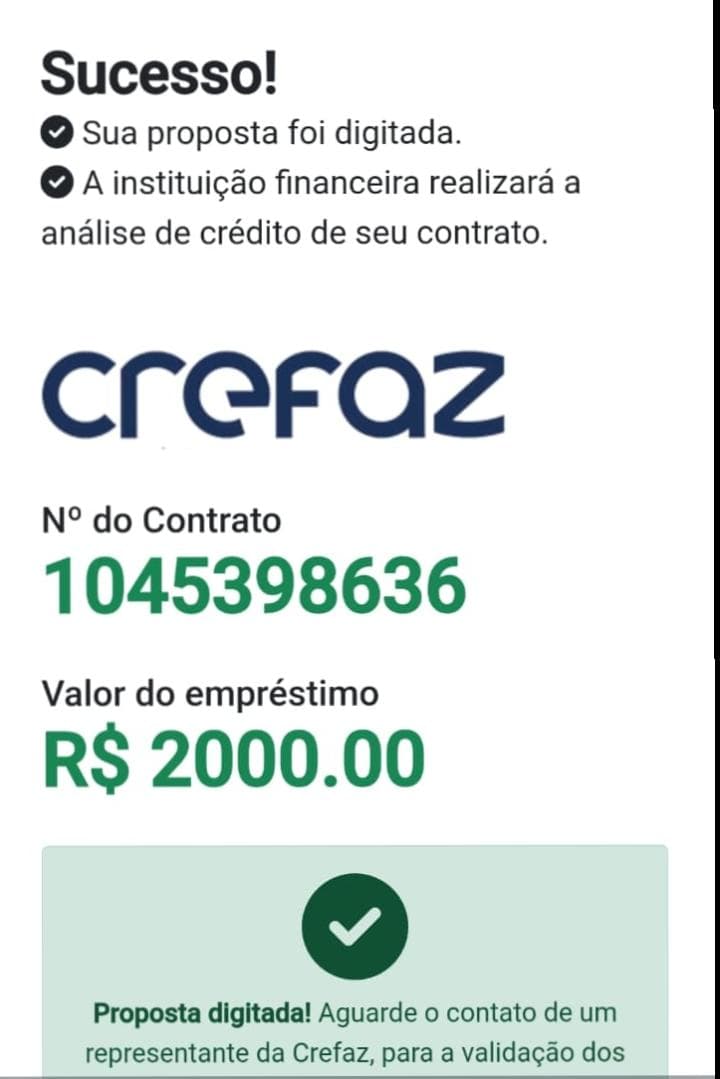 Sucesso!
Sua proposta foi digitada.
A instituição financeira realizará a
análise de crédito de seu contrato.
crefaz
Nº do Contrato
1045398636
Valor do empréstimo
R$ 2000.00
Proposta digitada! Aguarde o contato de um
representante da Crefaz, para a validação dos